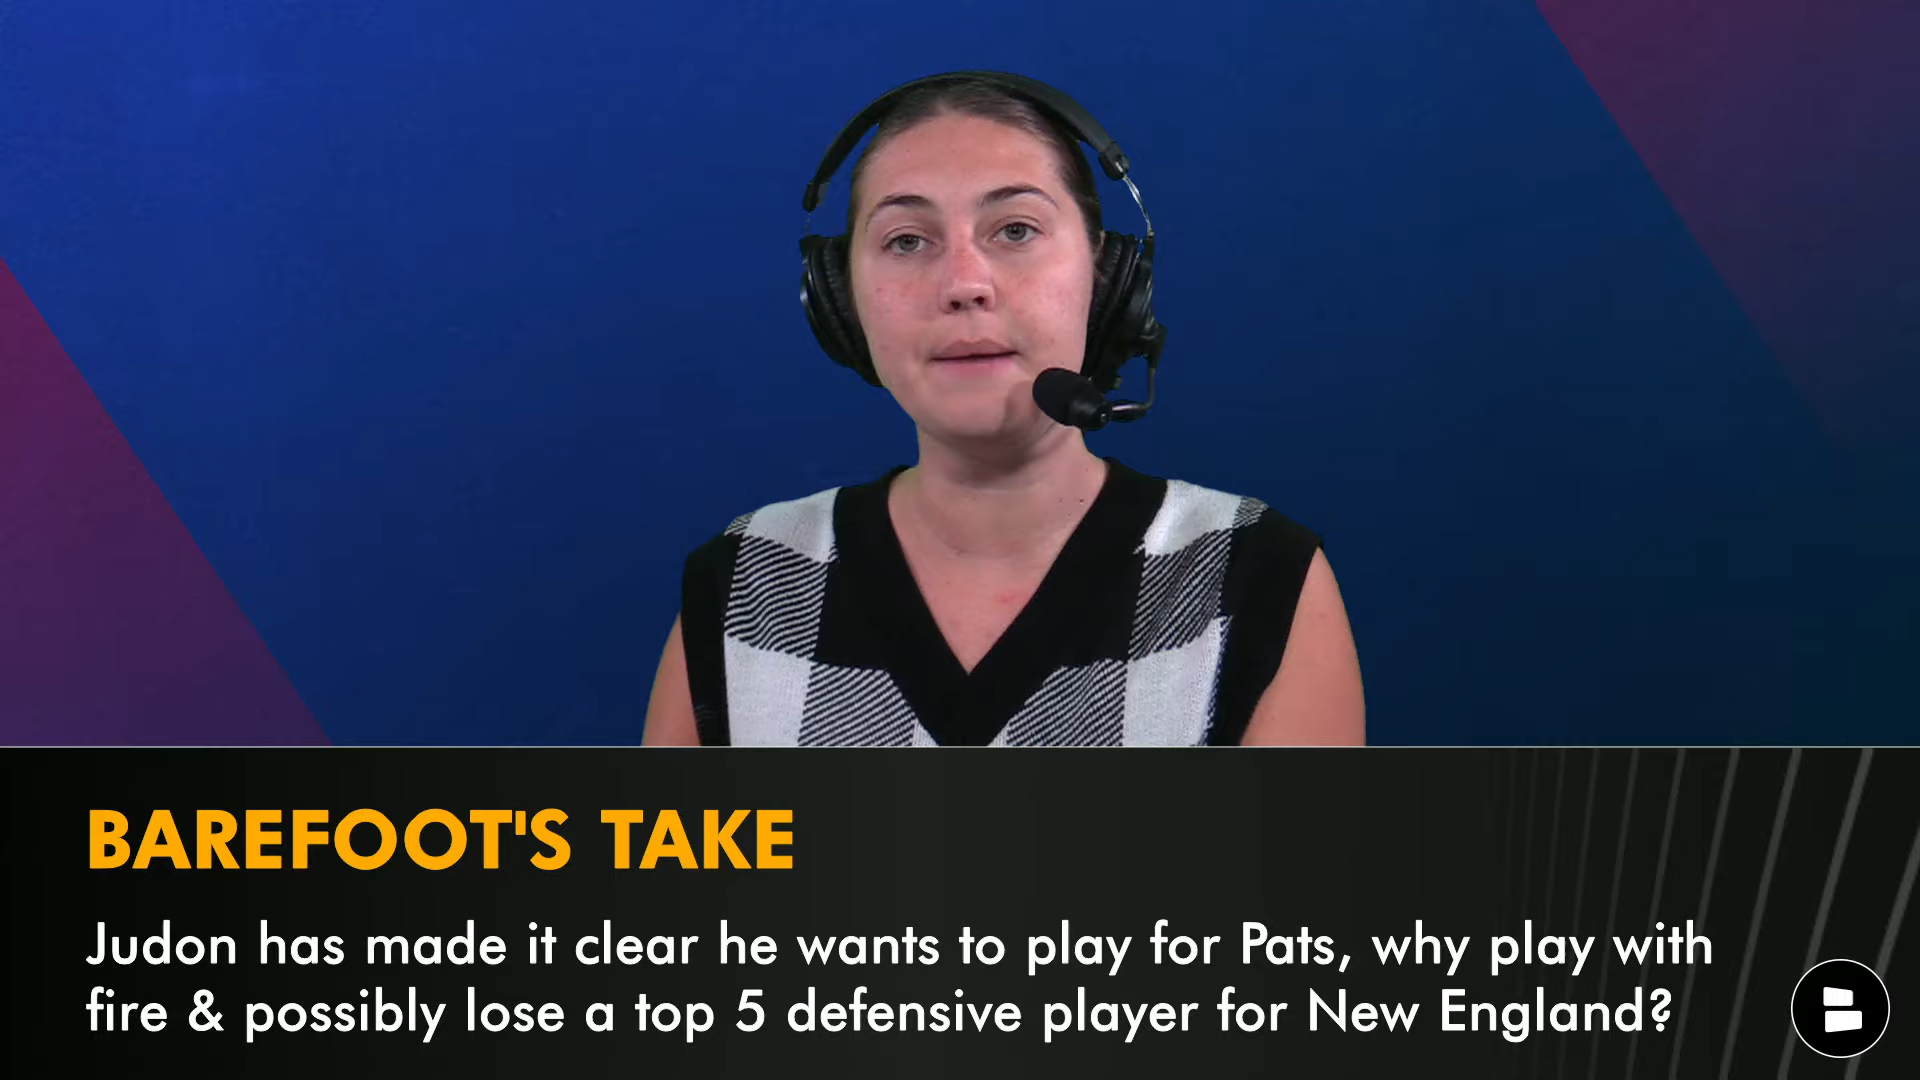 BAREFOOT'S TAKE
Judon has made it clear he wants to play for Pats, why play with
fire & possibly lose a top 5 defensive player for New England?